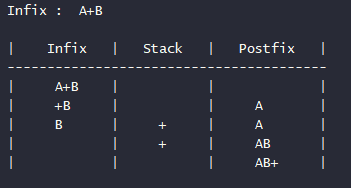 Infix :  A+B
|    Infix    |    Stack    |    Postfix    |
----------------------------------------
|     A+B     |             |               |
|     +B      |             |     A         |
|     B       |      +      |     A         |
|             |      +      |     AB        |
|             |             |     AB+       |